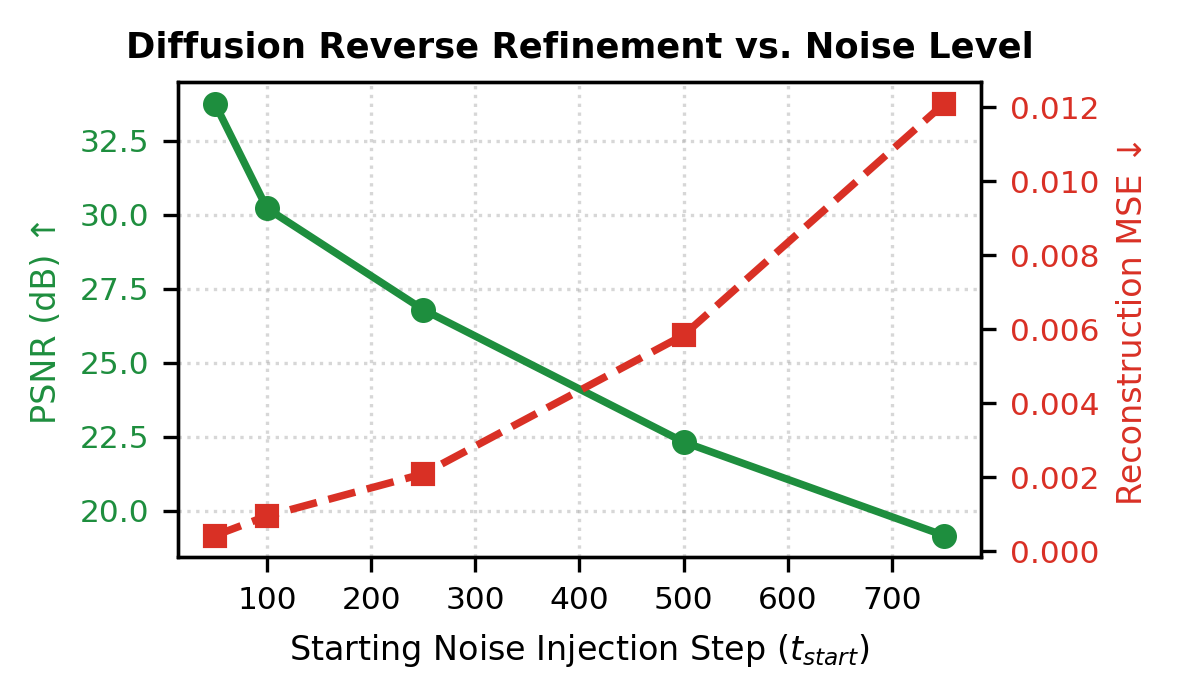 Diffusion Reverse Refinement vs. Noise Level
PSNR (dB) ↑
32.5
30.0
27.5
25.0
22.5
20.0
0.012
0.010
0.008
0.006
0.004
0.002
0.000
Reconstruction MSE ↓
100 200 300 400 500 600 700
Starting Noise Injection Step (t_start)